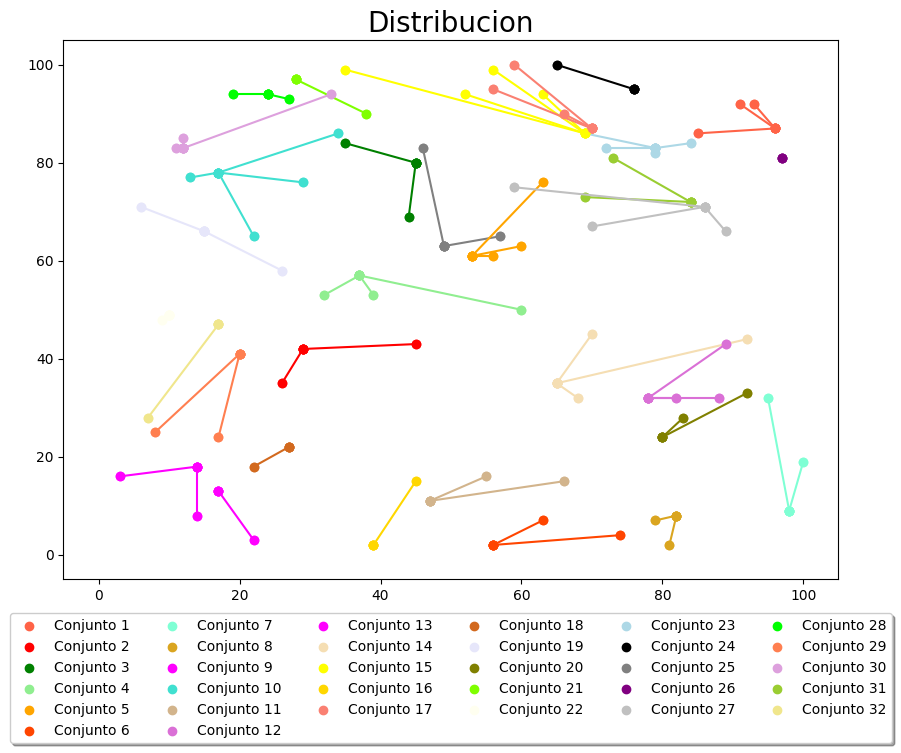 Distribucion
100
80
60
40
20
0
0 20 40 60 80 100
Conjunto 1 Conjunto 7 Conjunto 13 Conjunto 18 Conjunto 23 Conjunto 28
Conjunto 2 Conjunto 8 Conjunto 14 Conjunto 19 Conjunto 24 Conjunto 29
Conjunto 3 Conjunto 9 Conjunto 15 Conjunto 20 Conjunto 25 Conjunto 30
Conjunto 4 Conjunto 10 Conjunto 16 Conjunto 21 Conjunto 26 Conjunto 31
Conjunto 5 Conjunto 11 Conjunto 17 Conjunto 22 Conjunto 27 Conjunto 32
Conjunto 6 Conjunto 12